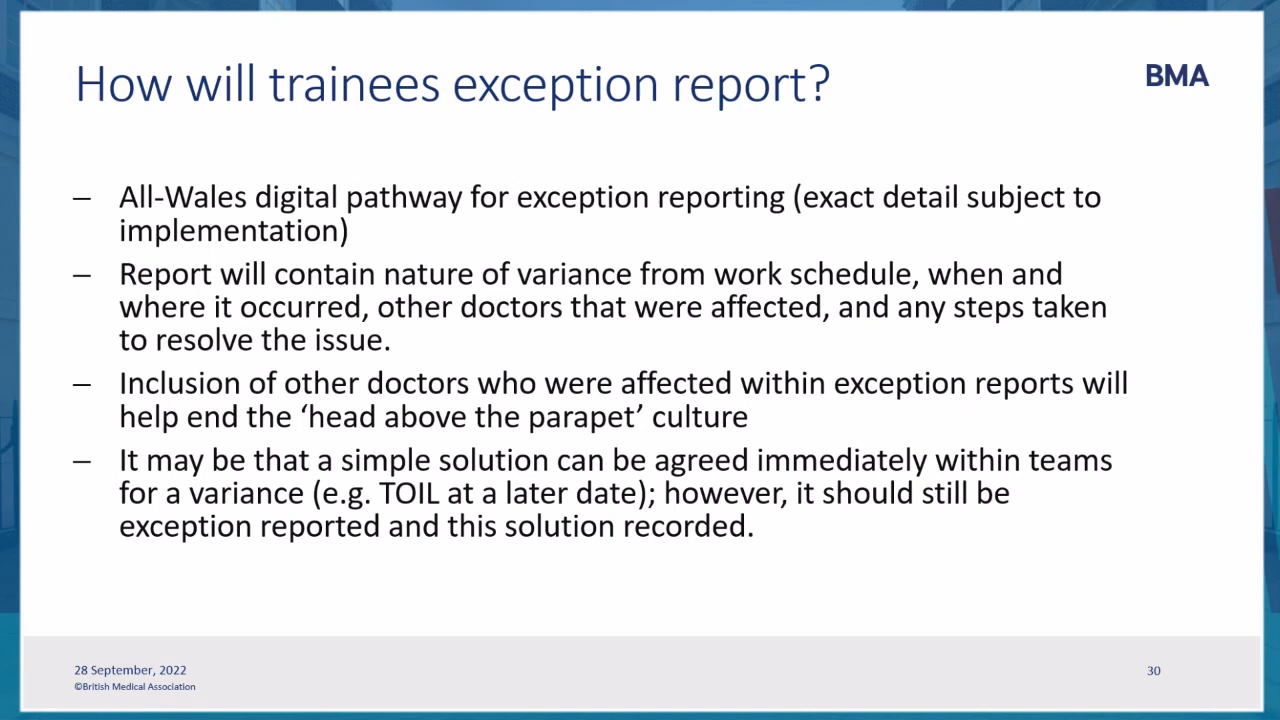 How will trainees exception report?
BMA
– All-Wales digital pathway for exception reporting (exact detail subject to
implementation)
– Report will contain nature of variance from work schedule, when and
where it occurred, other doctors that were affected, and any steps taken
to resolve the issue.
– Inclusion of other doctors who were affected within exception reports will
help end the ‘head above the parapet’ culture
– It may be that a simple solution can be agreed immediately within teams
for a variance (e.g. TOIL at a later date); however, it should still be
exception reported and this solution recorded.
28 September, 2022
30
©British Medical Association